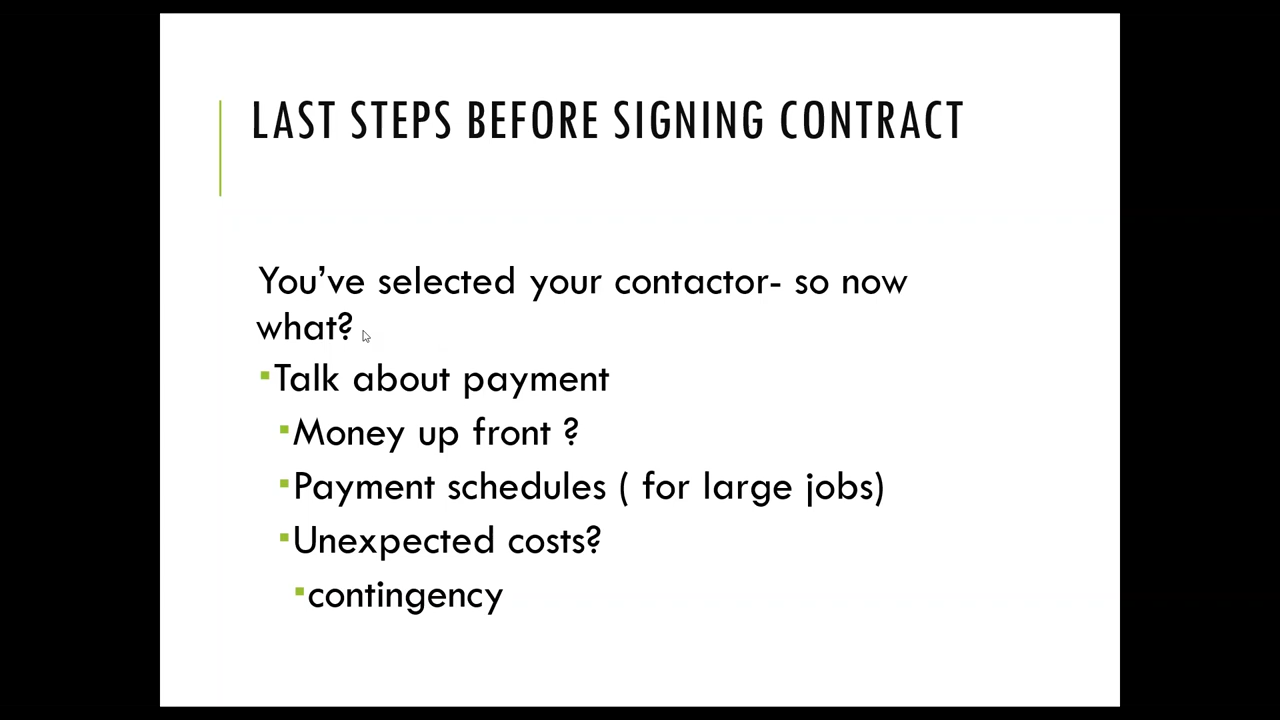 LAST STEPS BEFORE SIGNING CONTRACT
You’ve selected your contactor- so now
what?
▪Talk about payment
▪Money up front ?
▪Payment schedules ( for large jobs)
▪Unexpected costs?
▪contingency